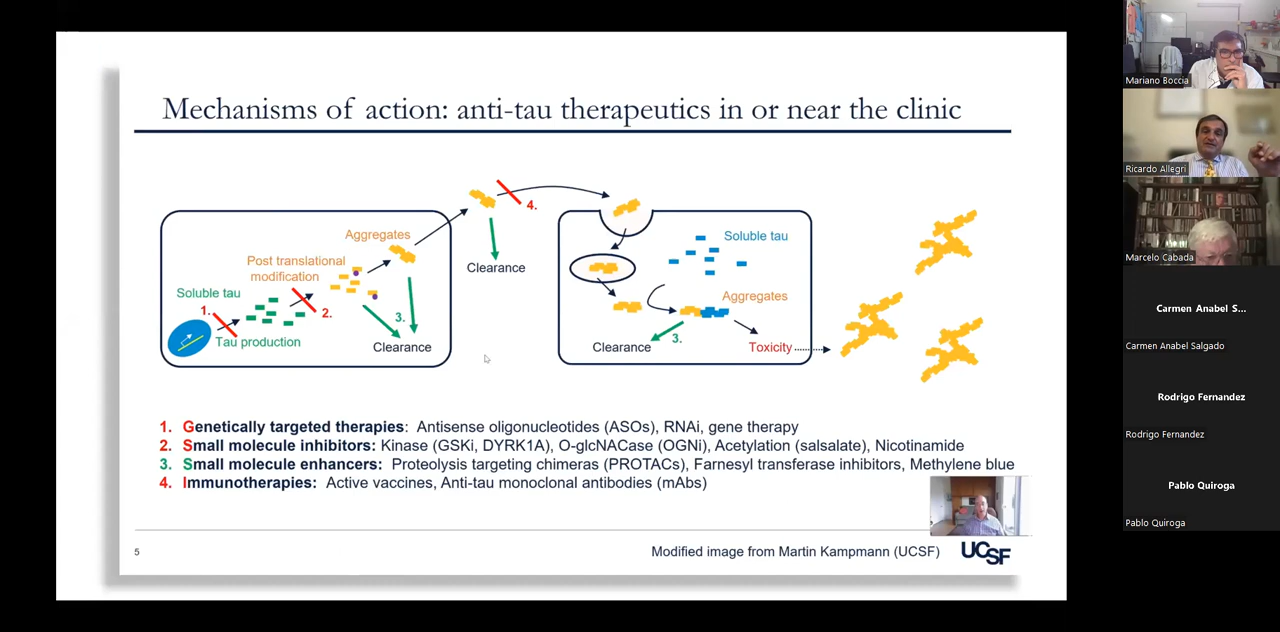 Mechanisms of action: anti-tau therapeutics in or near the clinic
4.
Clearance
Aggregates
Post translational
modification
Soluble tau
1.
2.
3.
Tau production
Clearance
Soluble tau
Aggregates
Clearance
3.
Toxicity
1. Genetically targeted therapies: Antisense oligonucleotides (ASOs), RNAi, gene therapy
2. Small molecule inhibitors: Kinase (GSKi, DYRK1A), O-glcNACase (OGNi), Acetylation (salsalate), Nicotinamide
3. Small molecule enhancers: Proteolysis targeting chimeras (PROTACs), Farnesyl transferase inhibitors, Methylene blue
4. Immunotherapies: Active vaccines, Anti-tau monoclonal antibodies (mAbs)
5
Modified image from Martin Kampmann (UCSF)
UCSF
Mariano Boccia
Ricardo Allegri
Marcelo Cabada
Carmen Anabel S...
Carmen Anabel Salgado
Rodrigo Fernandez
Rodrigo Fernandez
Pablo Quiroga
Pablo Quiroga